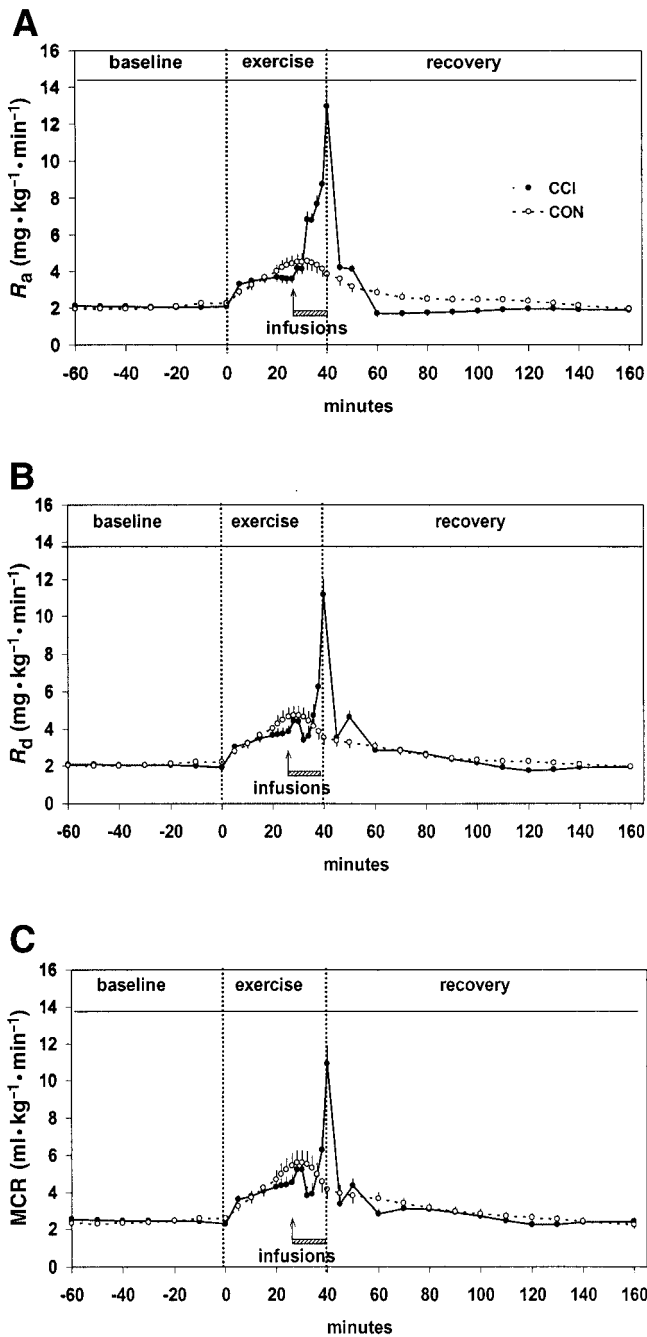 A
16
14
12
10
8
6
4
2
0
baseline exercise recovery
CCI
CON
infusions
Ra (mg•kg⁻¹•min⁻¹)
-60 -40 -20 0 20 40 60 80 100 120 140 160
minutes
B
16
14
12
10
8
6
4
2
0
baseline exercise recovery
infusions
Rd (mg•kg⁻¹•min⁻¹)
-60 -40 -20 0 20 40 60 80 100 120 140 160
minutes
C
16
14
12
10
8
6
4
2
0
baseline exercise recovery
infusions
MCR (ml•kg⁻¹•min⁻¹)
-60 -40 -20 0 20 40 60 80 100 120 140 160
minutes